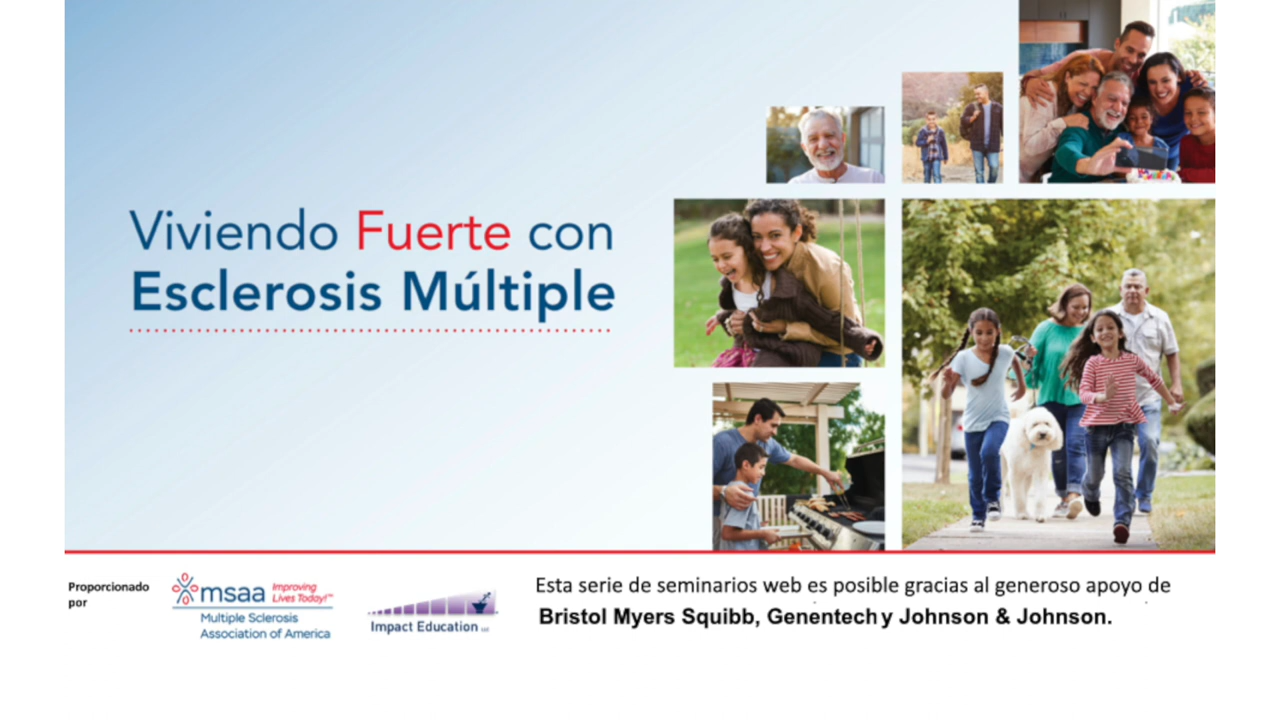 Viviendo Fuerte con
Esclerosis Múltiple
Proporcionado
por
msaa Improving
Lives Today!™
Multiple Sclerosis
Association of America
Impact Education
Esta serie de seminarios web es posible gracias al generoso apoyo de
Bristol Myers Squibb, Genentech y Johnson & Johnson.